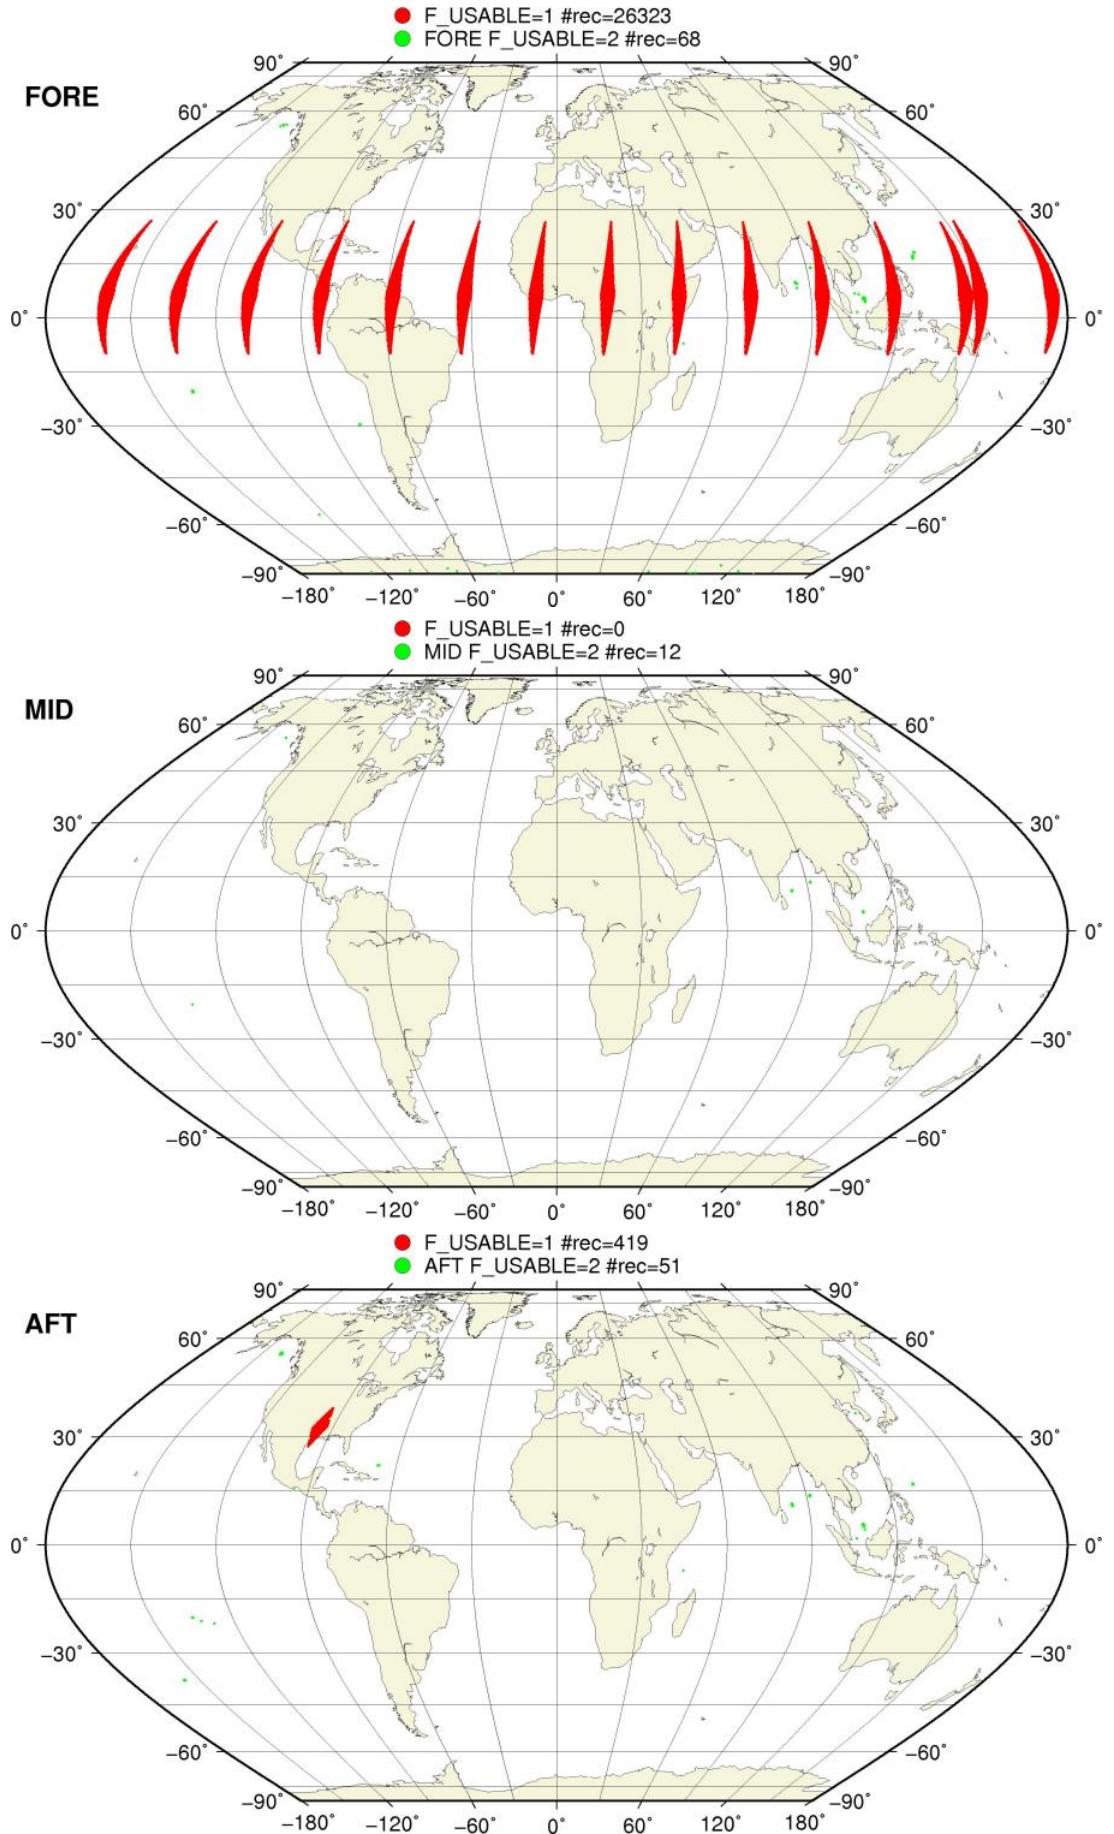 F_USABLE=1 #rec=26323
FORE F_USABLE=2 #rec=68
FORE
90° 90°
60° 60°
30° 30°
0° 0°
−30° −30°
−60° −60°
−90° −90°
−180° −120° −60° 0° 60° 120° 180°
F_USABLE=1 #rec=0
MID F_USABLE=2 #rec=12
MID
90° 90°
60° 60°
30° 30°
0° 0°
−30° −30°
−60° −60°
−90° −90°
−180° −120° −60° 0° 60° 120° 180°
F_USABLE=1 #rec=419
AFT F_USABLE=2 #rec=51
AFT
90° 90°
60° 60°
30° 30°
0° 0°
−30° −30°
−60° −60°
−90° −90°
−180° −120° −60° 0° 60° 120° 180°